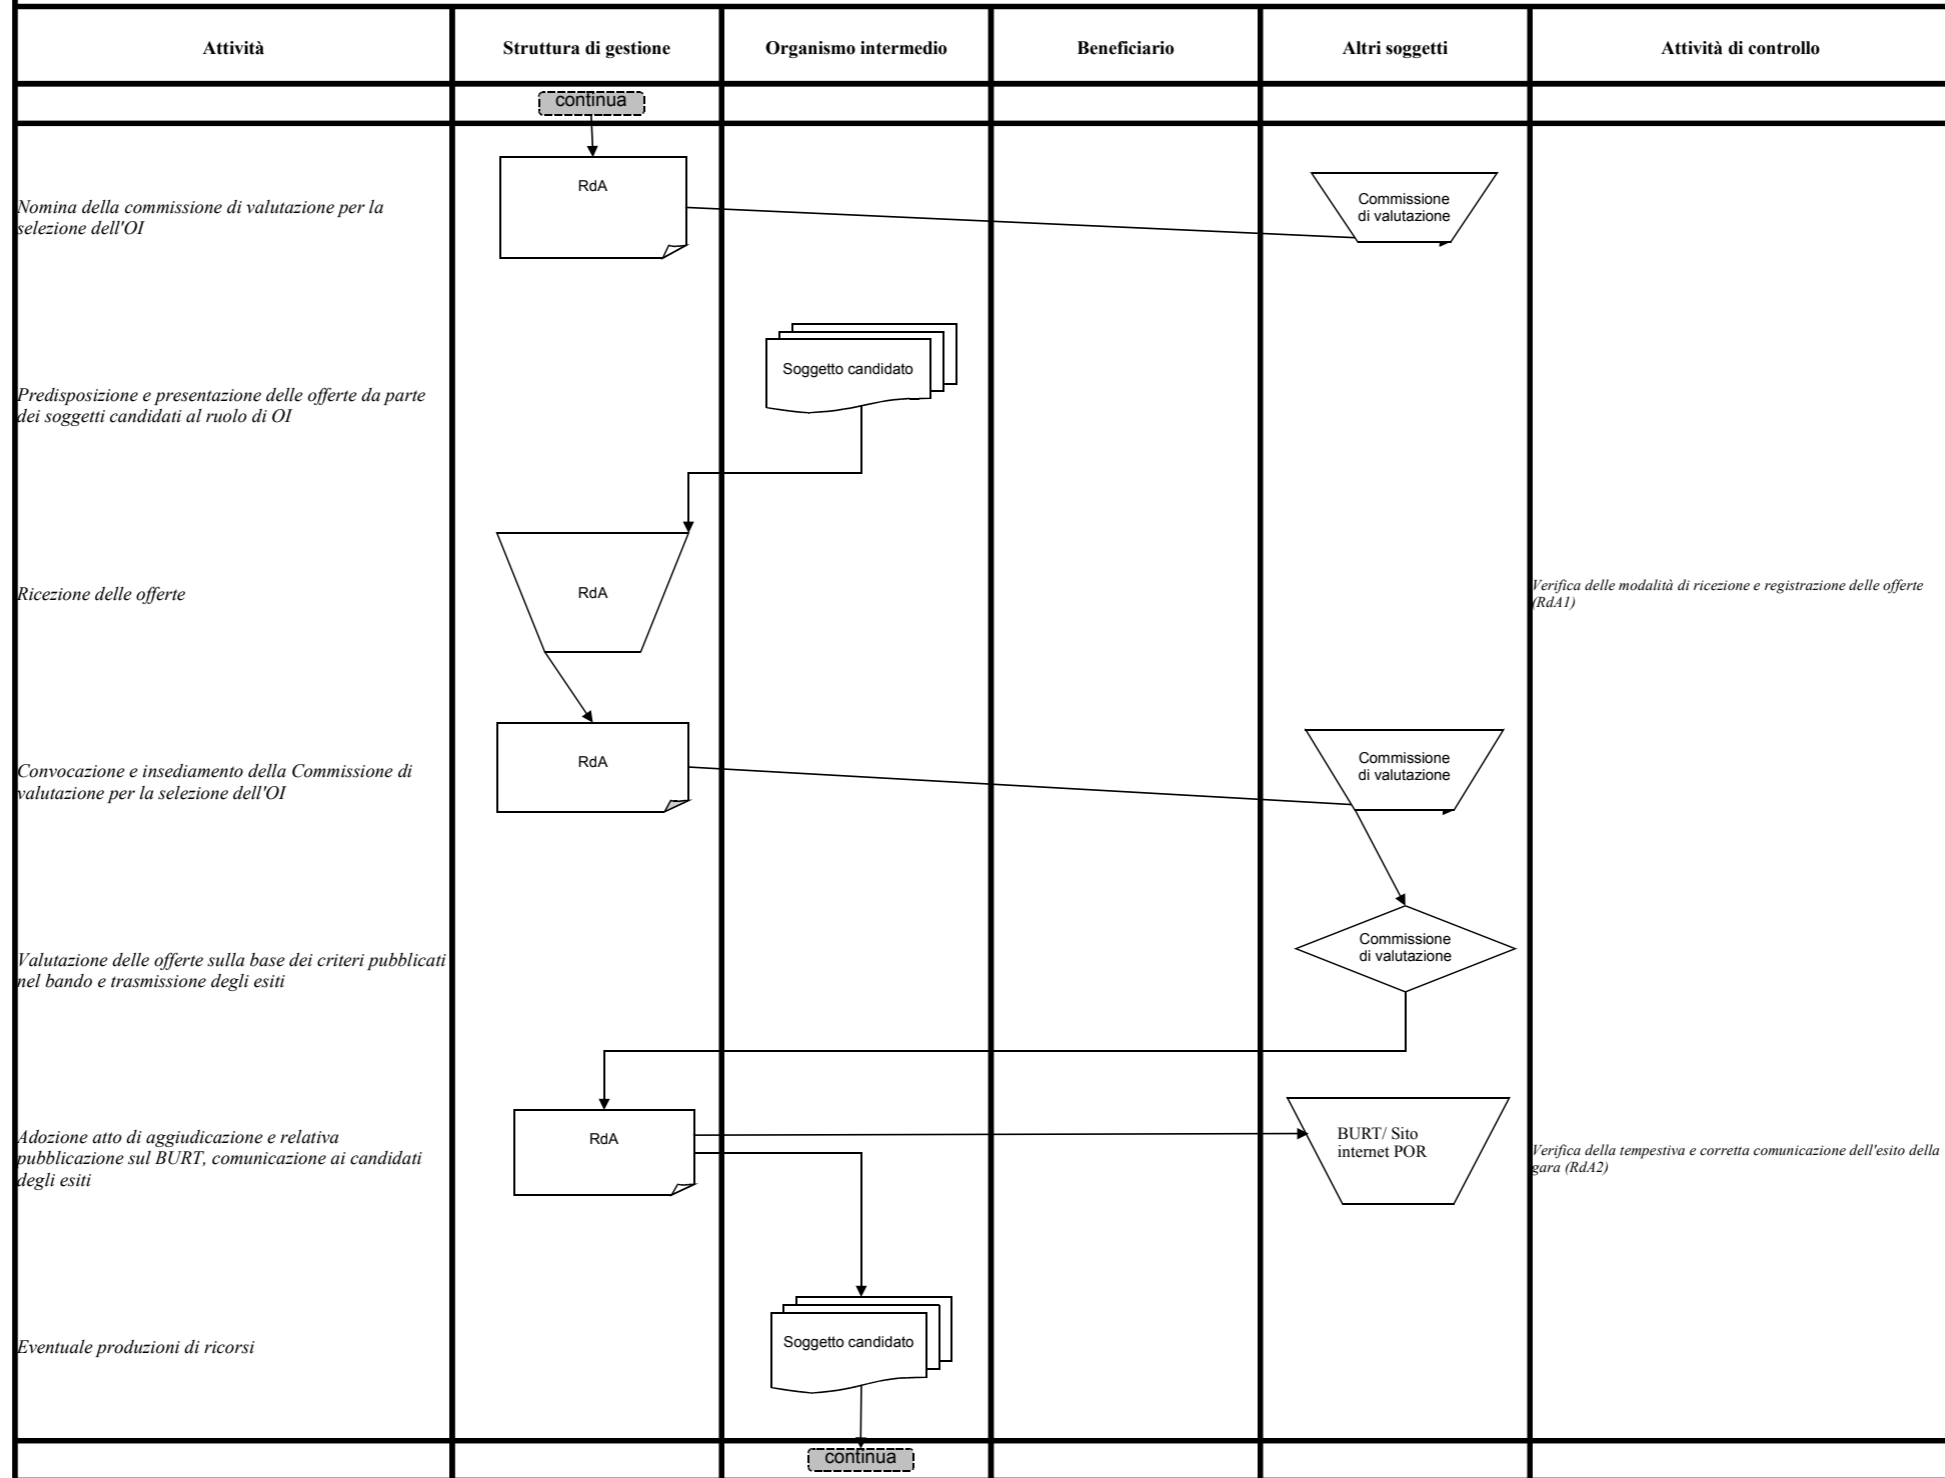 Attività
Struttura di gestione
Organismo intermedio
Beneficiario
Altri soggetti
Attività di controllo
continua
Nomina della commissione di valutazione per la
selezione dell'OI
RdA
Commissione
di valutazione
Predisposizione e presentazione delle offerte da parte
dei soggetti candidati al ruolo di OI
Soggetto candidato
Ricezione delle offerte
RdA
Verifica delle modalità di ricezione e registrazione delle offerte
(RdA1)
Convocazione e insediamento della Commissione di
valutazione per la selezione dell'OI
RdA
Commissione
di valutazione
Valutazione delle offerte sulla base dei criteri pubblicati
nel bando e trasmissione degli esiti
Commissione
di valutazione
Adozione atto di aggiudicazione e relativa
pubblicazione sul BURT, comunicazione ai candidati
degli esiti
RdA
BURT/ Sito
internet POR
Verifica della tempestiva e corretta comunicazione dell'esito della
gara (RdA2)
Eventuale produzioni di ricorsi
Soggetto candidato
continua